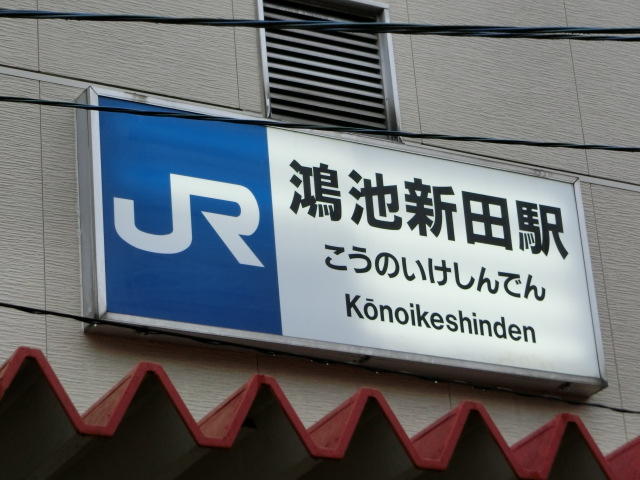 JR
鴻池新田駅
こうのいけしんでん
Kōnoikeshinden